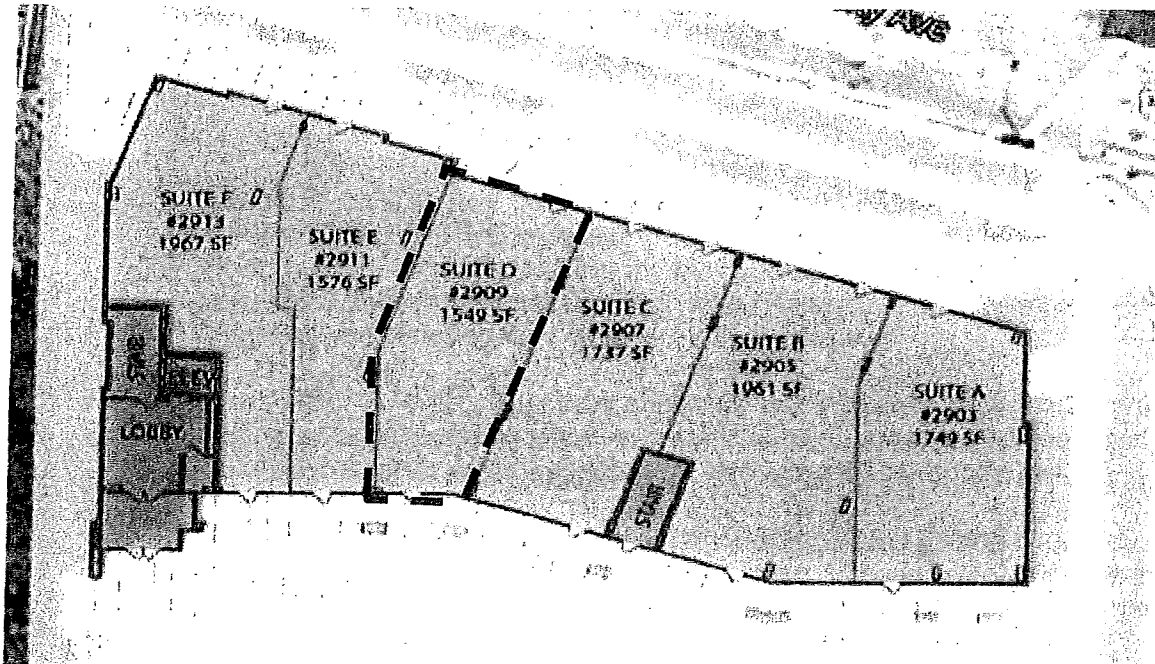 AVE
SUITE F
#2913
1967 SF
SUITE E
#2911
1576 SF
SUITE D
#2909
1549 SF
SUITE C
#2907
1737 SF
SUITE B
#2905
1961 SF
SUITE A
#2903
1749 SF
ELEV
LOBBY
STAIR